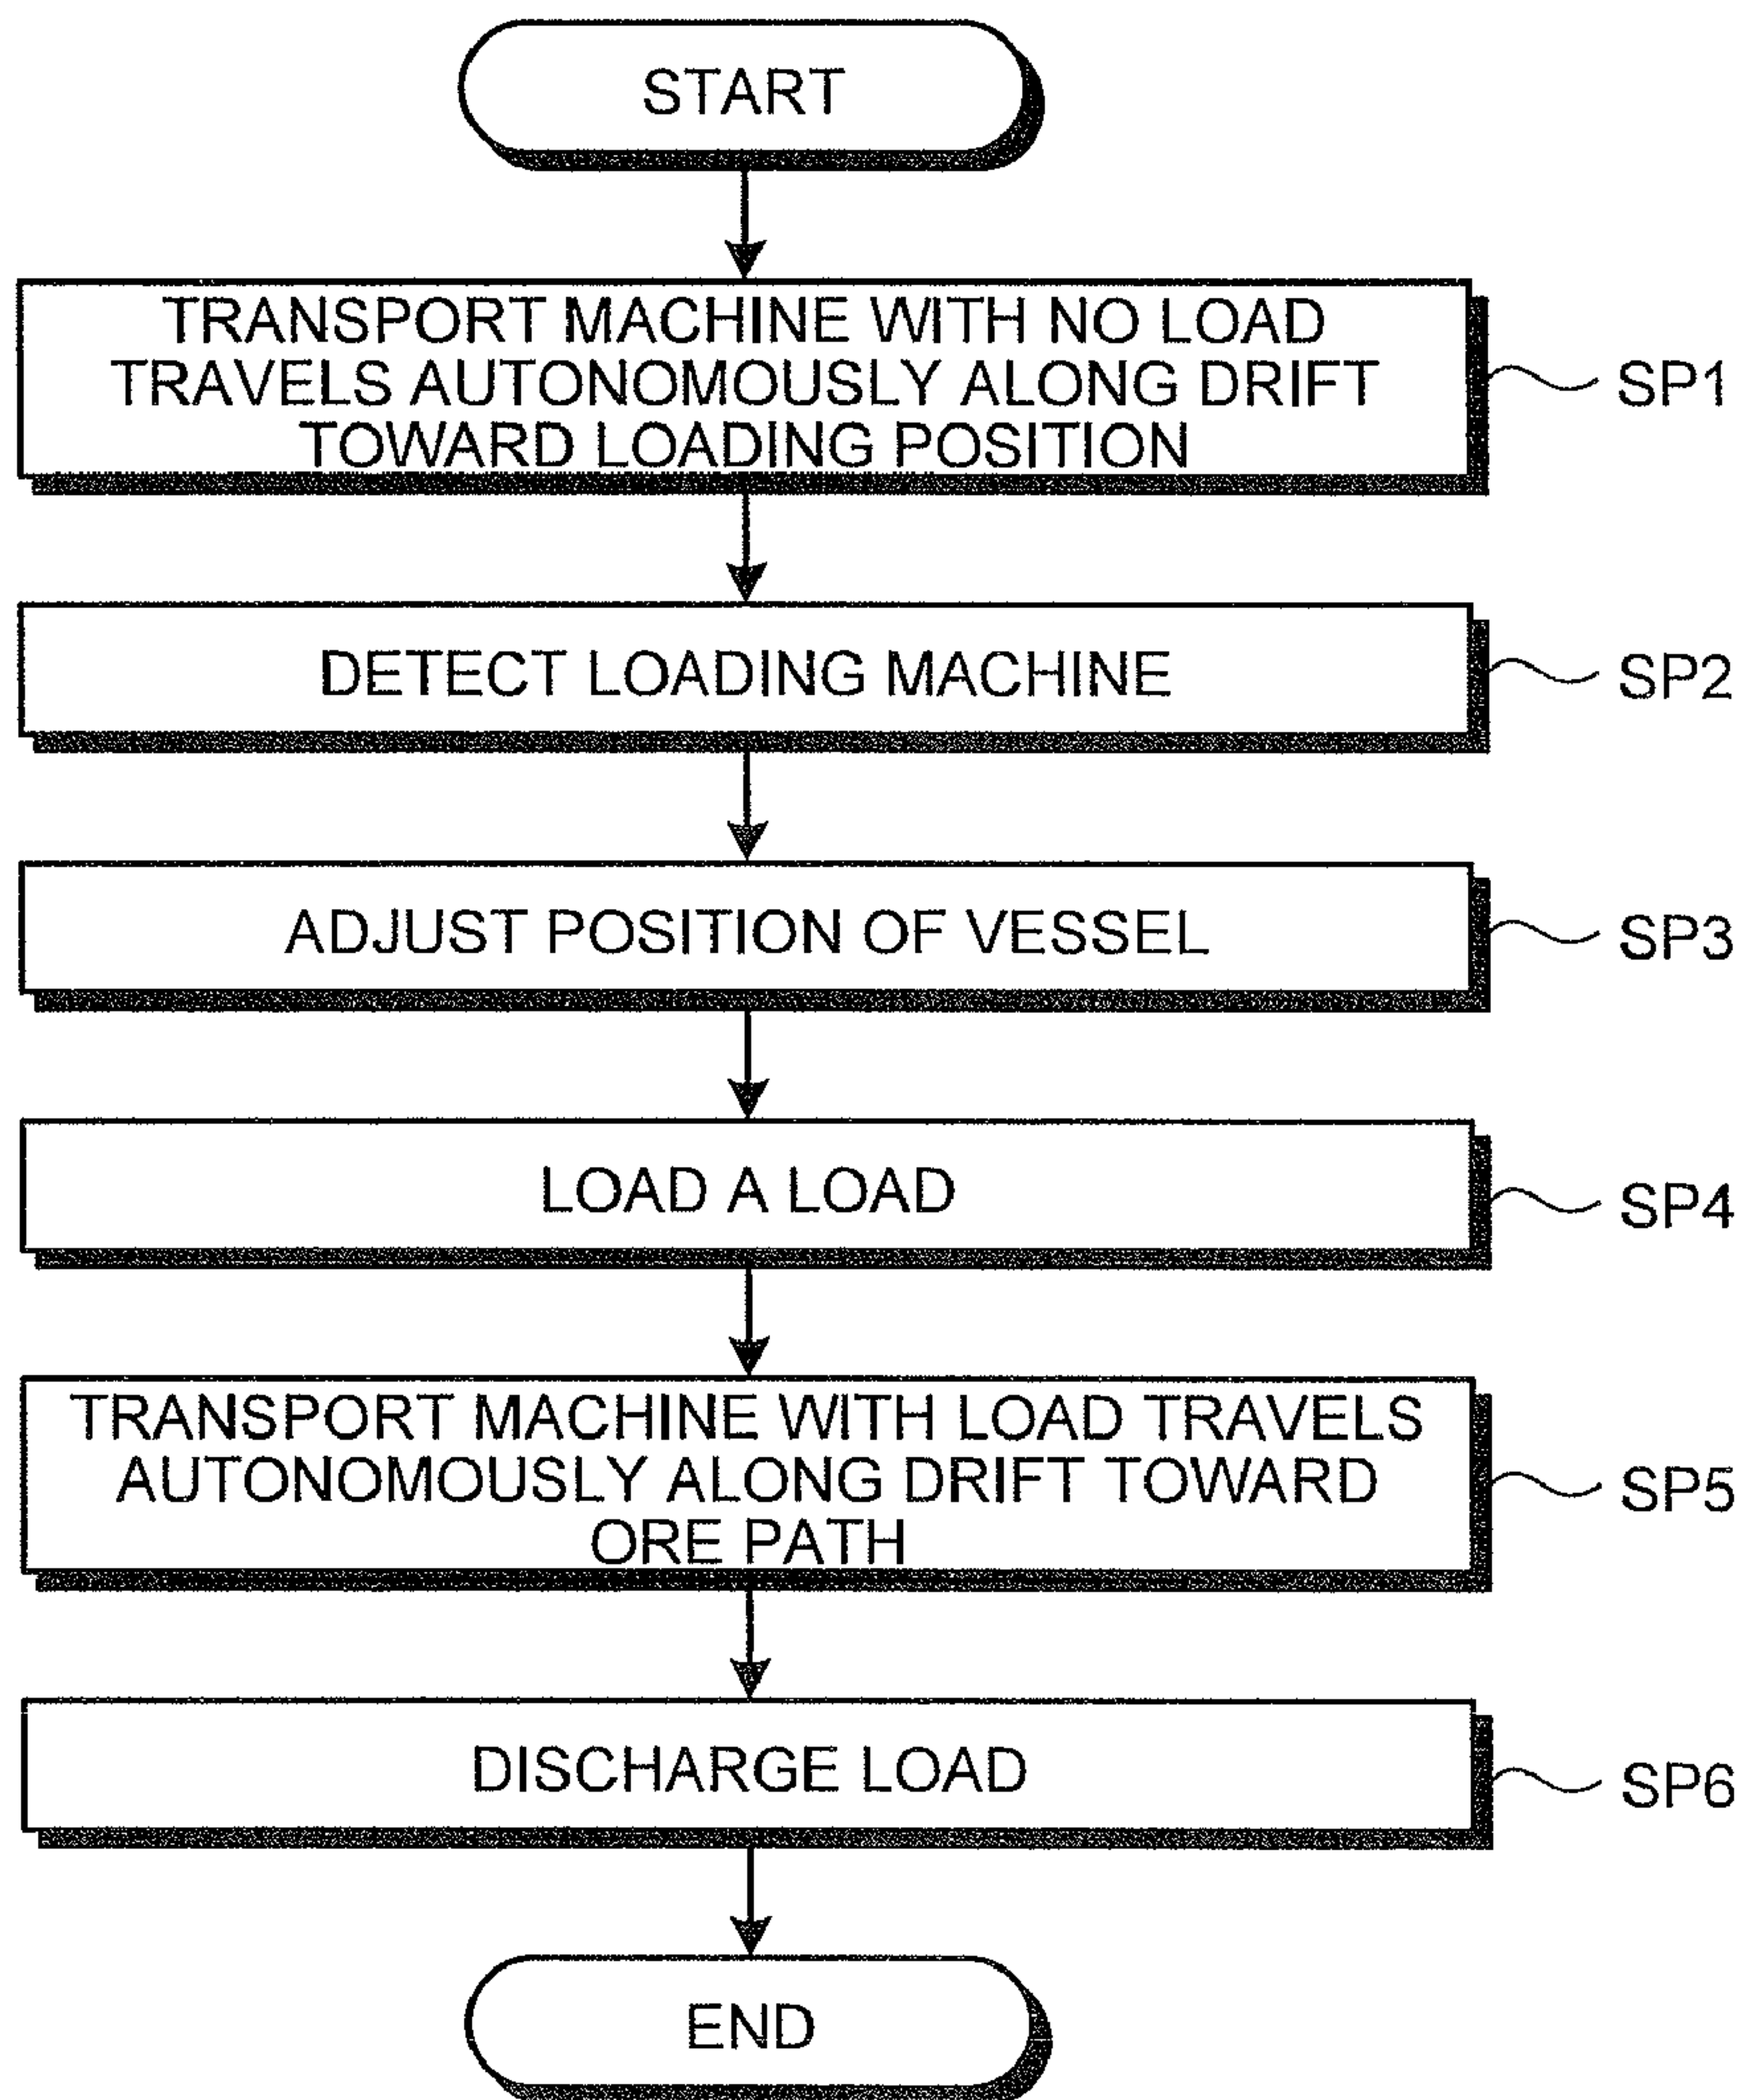 START
TRANSPORT MACHINE WITH NO LOAD
TRAVELS AUTONOMOUSLY ALONG DRIFT
TOWARD LOADING POSITION
SP1
DETECT LOADING MACHINE
SP2
ADJUST POSITION OF VESSEL
SP3
LOAD A LOAD
SP4
TRANSPORT MACHINE WITH LOAD TRAVELS
AUTONOMOUSLY ALONG DRIFT TOWARD
ORE PATH
SP5
DISCHARGE LOAD
SP6
END